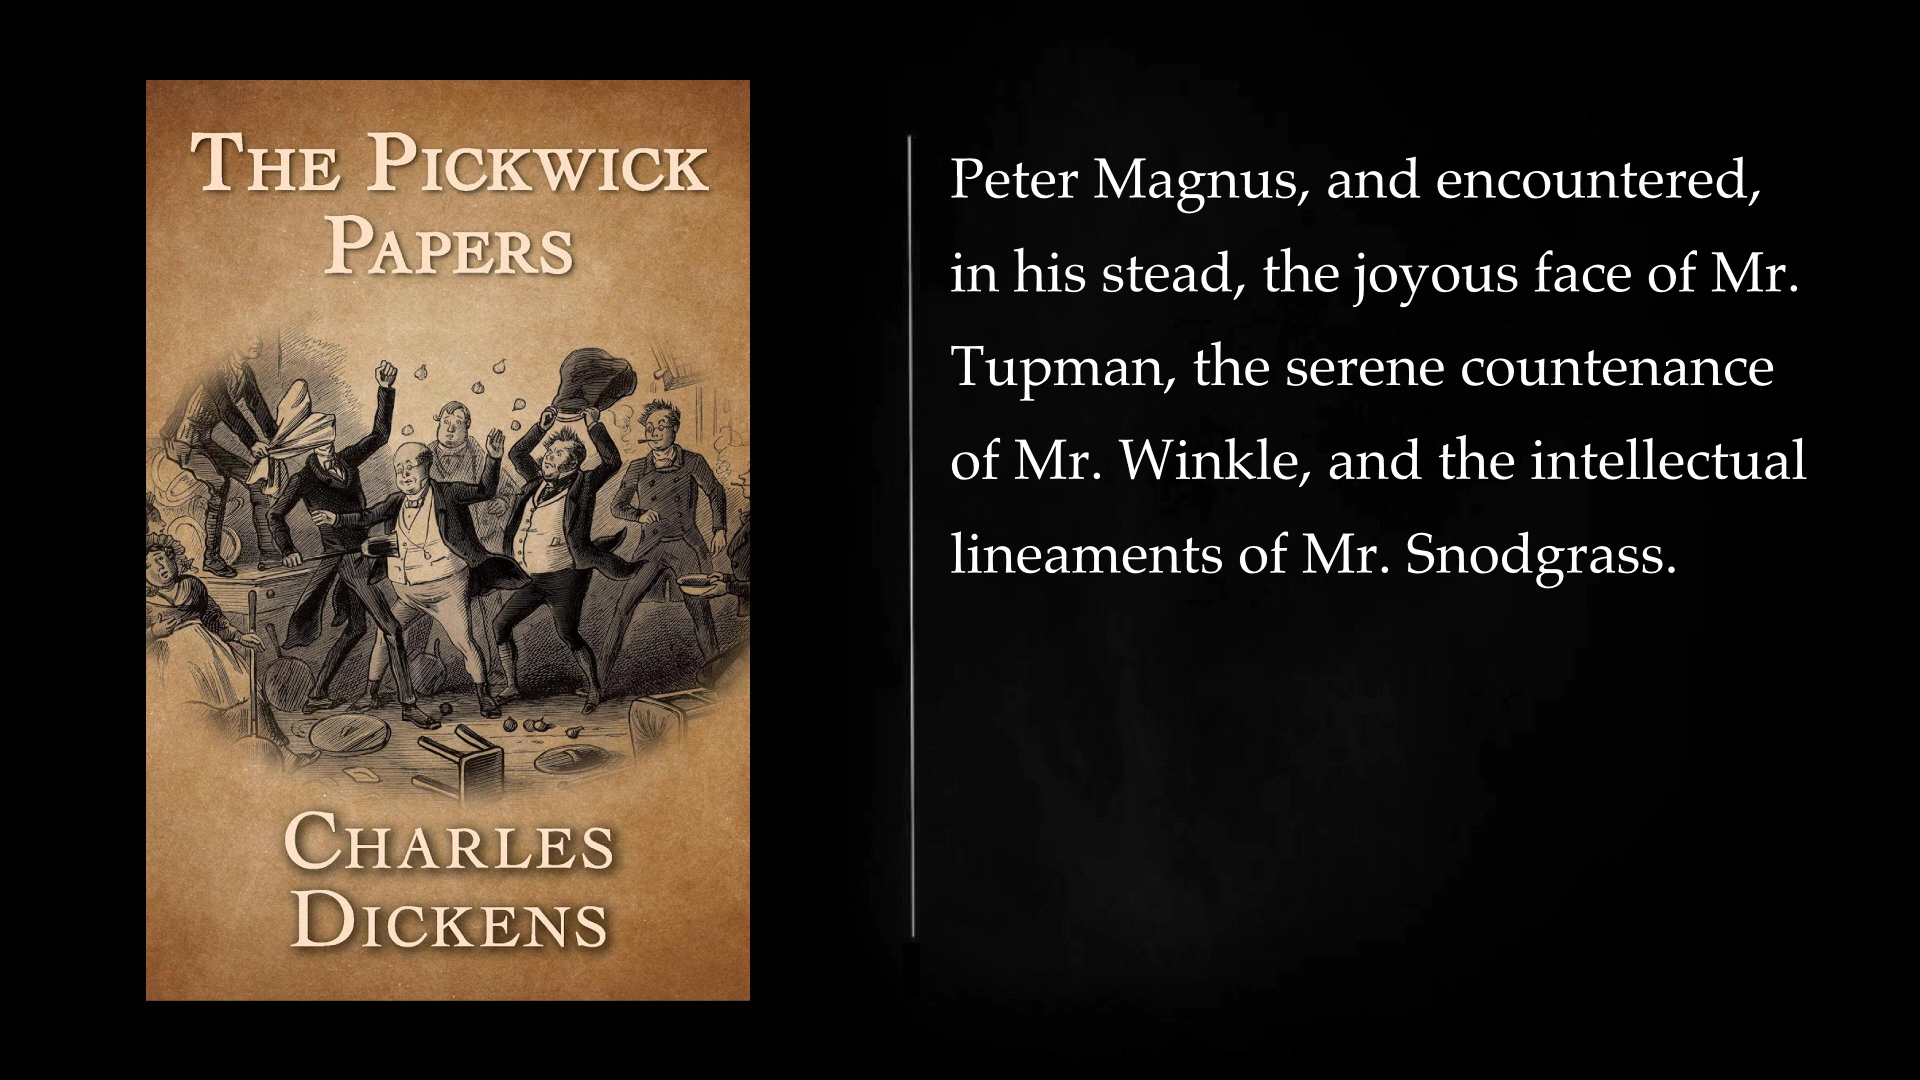 The Pickwick
Papers
Charles
Dickens
Peter Magnus, and encountered,
in his stead, the joyous face of Mr.
Tupman, the serene countenance
of Mr. Winkle, and the intellectual
lineaments of Mr. Snodgrass.